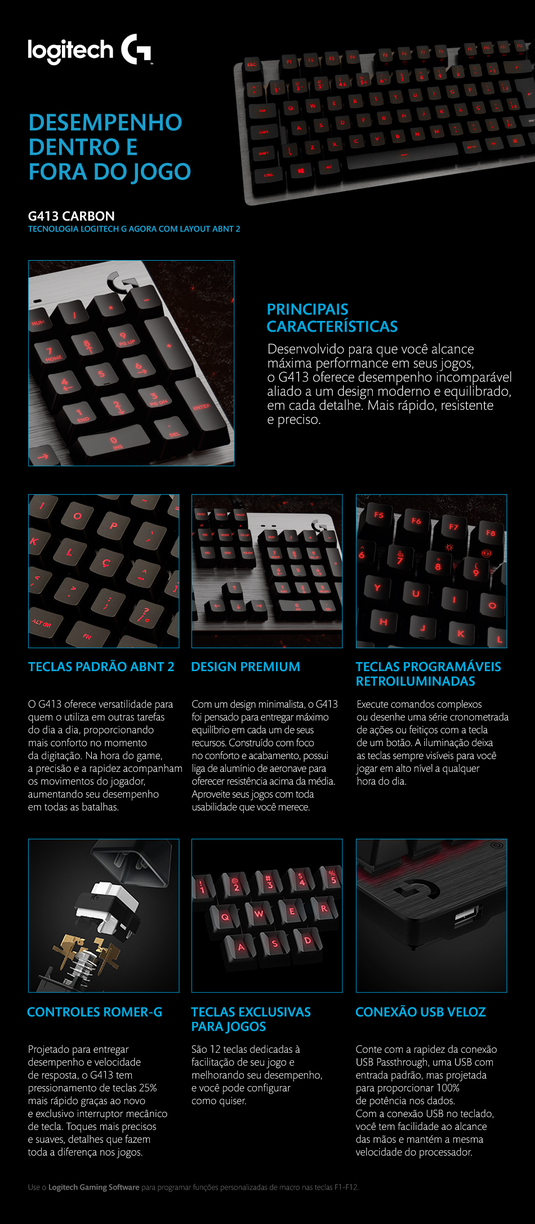 logitech G
DESEMPENHO
DENTRO E
FORA DO JOGO
G413 CARBON
TECNOLOGIA LOGITECH G AGORA COM LAYOUT ABNT 2
PRINCIPAIS
CARACTERÍSTICAS
Desenvolvido para que você alcance
máxima performance em seus jogos,
o G413 oferece desempenho incomparável
aliado a um design moderno e equilibrado,
em cada detalhe. Mais rápido, resistente
e preciso.
TECLAS PADRÃO ABNT 2
O G413 oferece versatilidade para
quem o utiliza em outras tarefas
do dia a dia, proporcionando
mais conforto no momento
da digitação. Na hora do game,
a precisão e a rapidez acompanham
os movimentos do jogador,
aumentando seu desempenho
em todas as batalhas.
DESIGN PREMIUM
Com um design minimalista, o G413
foi pensado para entregar máximo
equilíbrio em cada um de seus
recursos. Construído com foco
no conforto e acabamento, possui
liga de alumínio de aeronave para
oferecer resistência acima da média.
Aproveite seus jogos com toda
usabilidade que você merece.
TECLAS PROGRAMÁVEIS
RETROILUMINADAS
Execute comandos complexos
ou desenhe uma série cronometrada
de ações ou feitiços com a tecla
de um botão. A iluminação deixa
as teclas sempre visíveis para você
jogar em alto nível a qualquer
hora do dia.
CONTROLES ROMER-G
Projetado para entregar
desempenho e velocidade
de resposta, o G413 tem
pressionamento de teclas 25%
mais rápido graças ao novo
e exclusivo interruptor mecânico
de tecla. Toques mais precisos
e suaves, detalhes que fazem
toda a diferença nos jogos.
TECLAS EXCLUSIVAS
PARA JOGOS
São 12 teclas dedicadas à
facilitação de seu jogo e
melhorando seu desempenho,
e você pode configurar
como quiser.
CONEXÃO USB VELOZ
Conte com a rapidez da conexão
USB Passthrough, uma USB com
entrada padrão, mas projetada
para proporcionar 100%
de potência nos dados.
Com a conexão USB no teclado,
você tem facilidade ao alcance
das mãos e mantém a mesma
velocidade do processador.
Use o Logitech Gaming Software para programar funções personalizadas de macro nas teclas F1-F12.